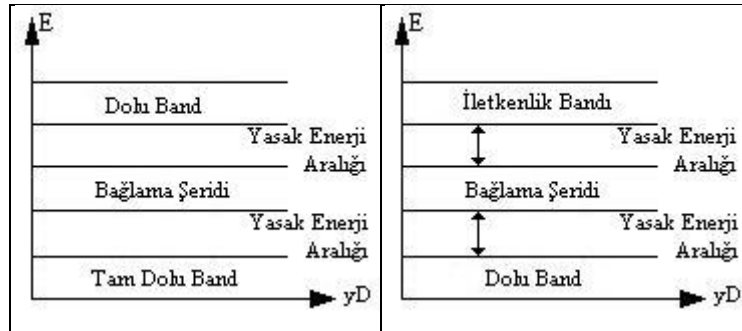 E
Dolu Band
Yasak Enerji
Aralığı
Bağlama Şeridi
Yasak Enerji
Aralığı
Tam Dolu Band
yD
E
İletkenlik Bandı
Yasak Enerji
Aralığı
Bağlama Şeridi
Yasak Enerji
Aralığı
Dolu Band
yD